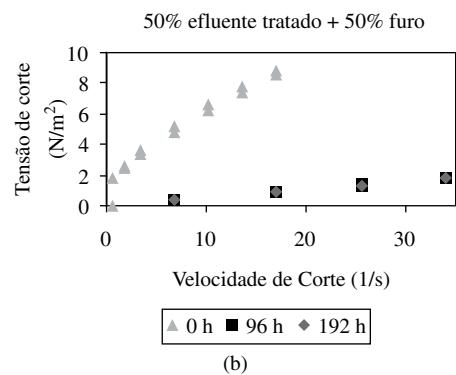 50% efluente tratado + 50% furo
Tensão de corte
(N/m²)
10
8
6
4
2
0
0 10 20 30
Velocidade de Corte (1/s)
0 h 96 h 192 h
(b)